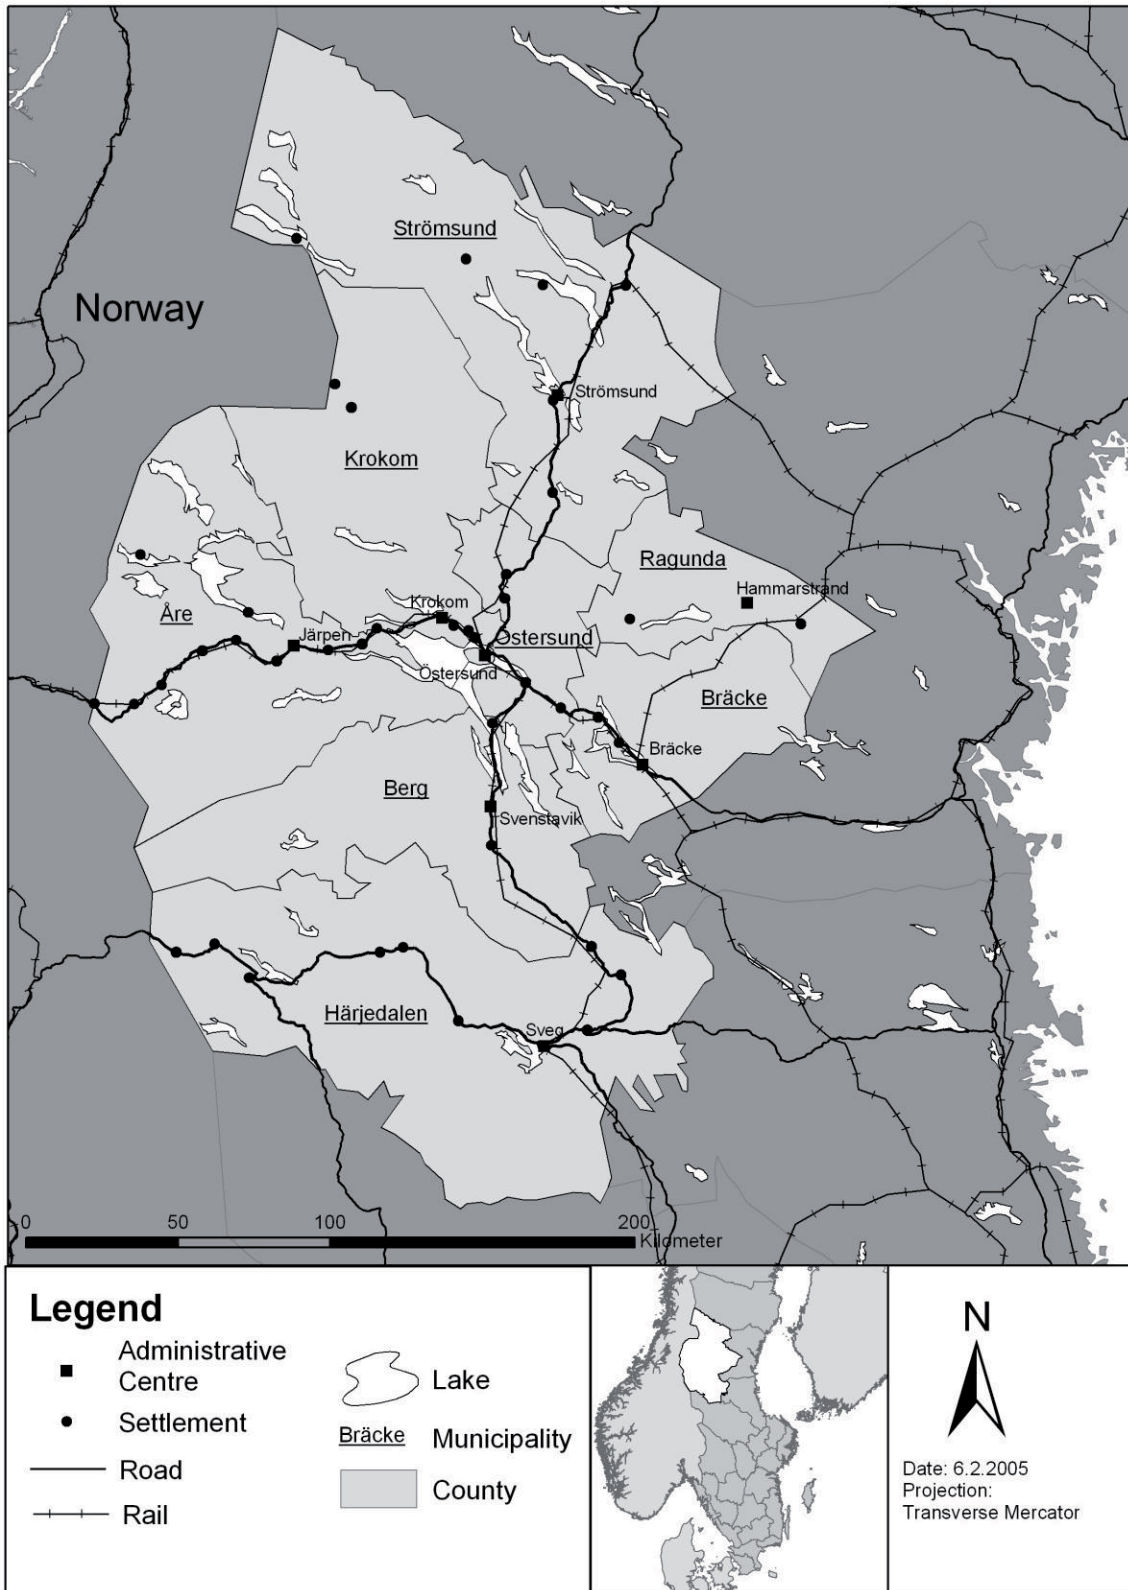 Strömsund
Norway
Strömsund
Krokom
Ragunda
Hammarstrand
Krokom
Åre
Järpen
Östersund
Östersund
Bräcke
Bräcke
Berg
Svenstavik
Härjedalen
Sveg
0 50 100 200
Kilometer
Legend
Administrative
Centre
Settlement
Road
Rail
Lake
Bräcke Municipality
County
N
Date: 6.2.2005
Projection:
Transverse Mercator